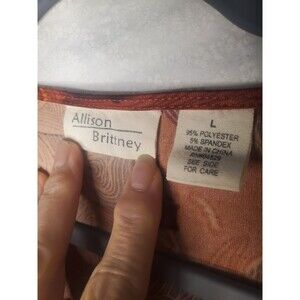 Allison
Brittney
L
95% POLYESTER
5% SPANDEX
MADE IN CHINA
SEE SIDE
FOR CARE